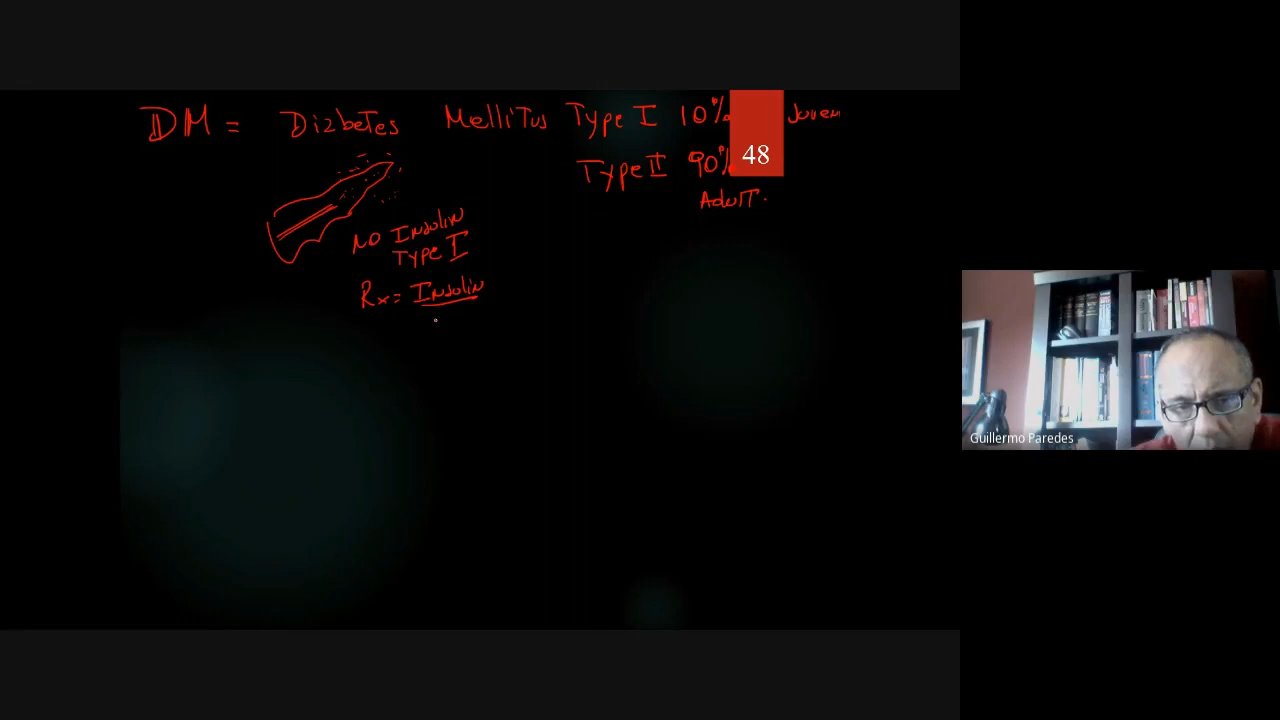 DM = Diabetes Mellitus Type I 10% Joven
48
Type II 90%
Adult.
NO Insulin
Type I
Rx = Insulin
Guillermo Paredes